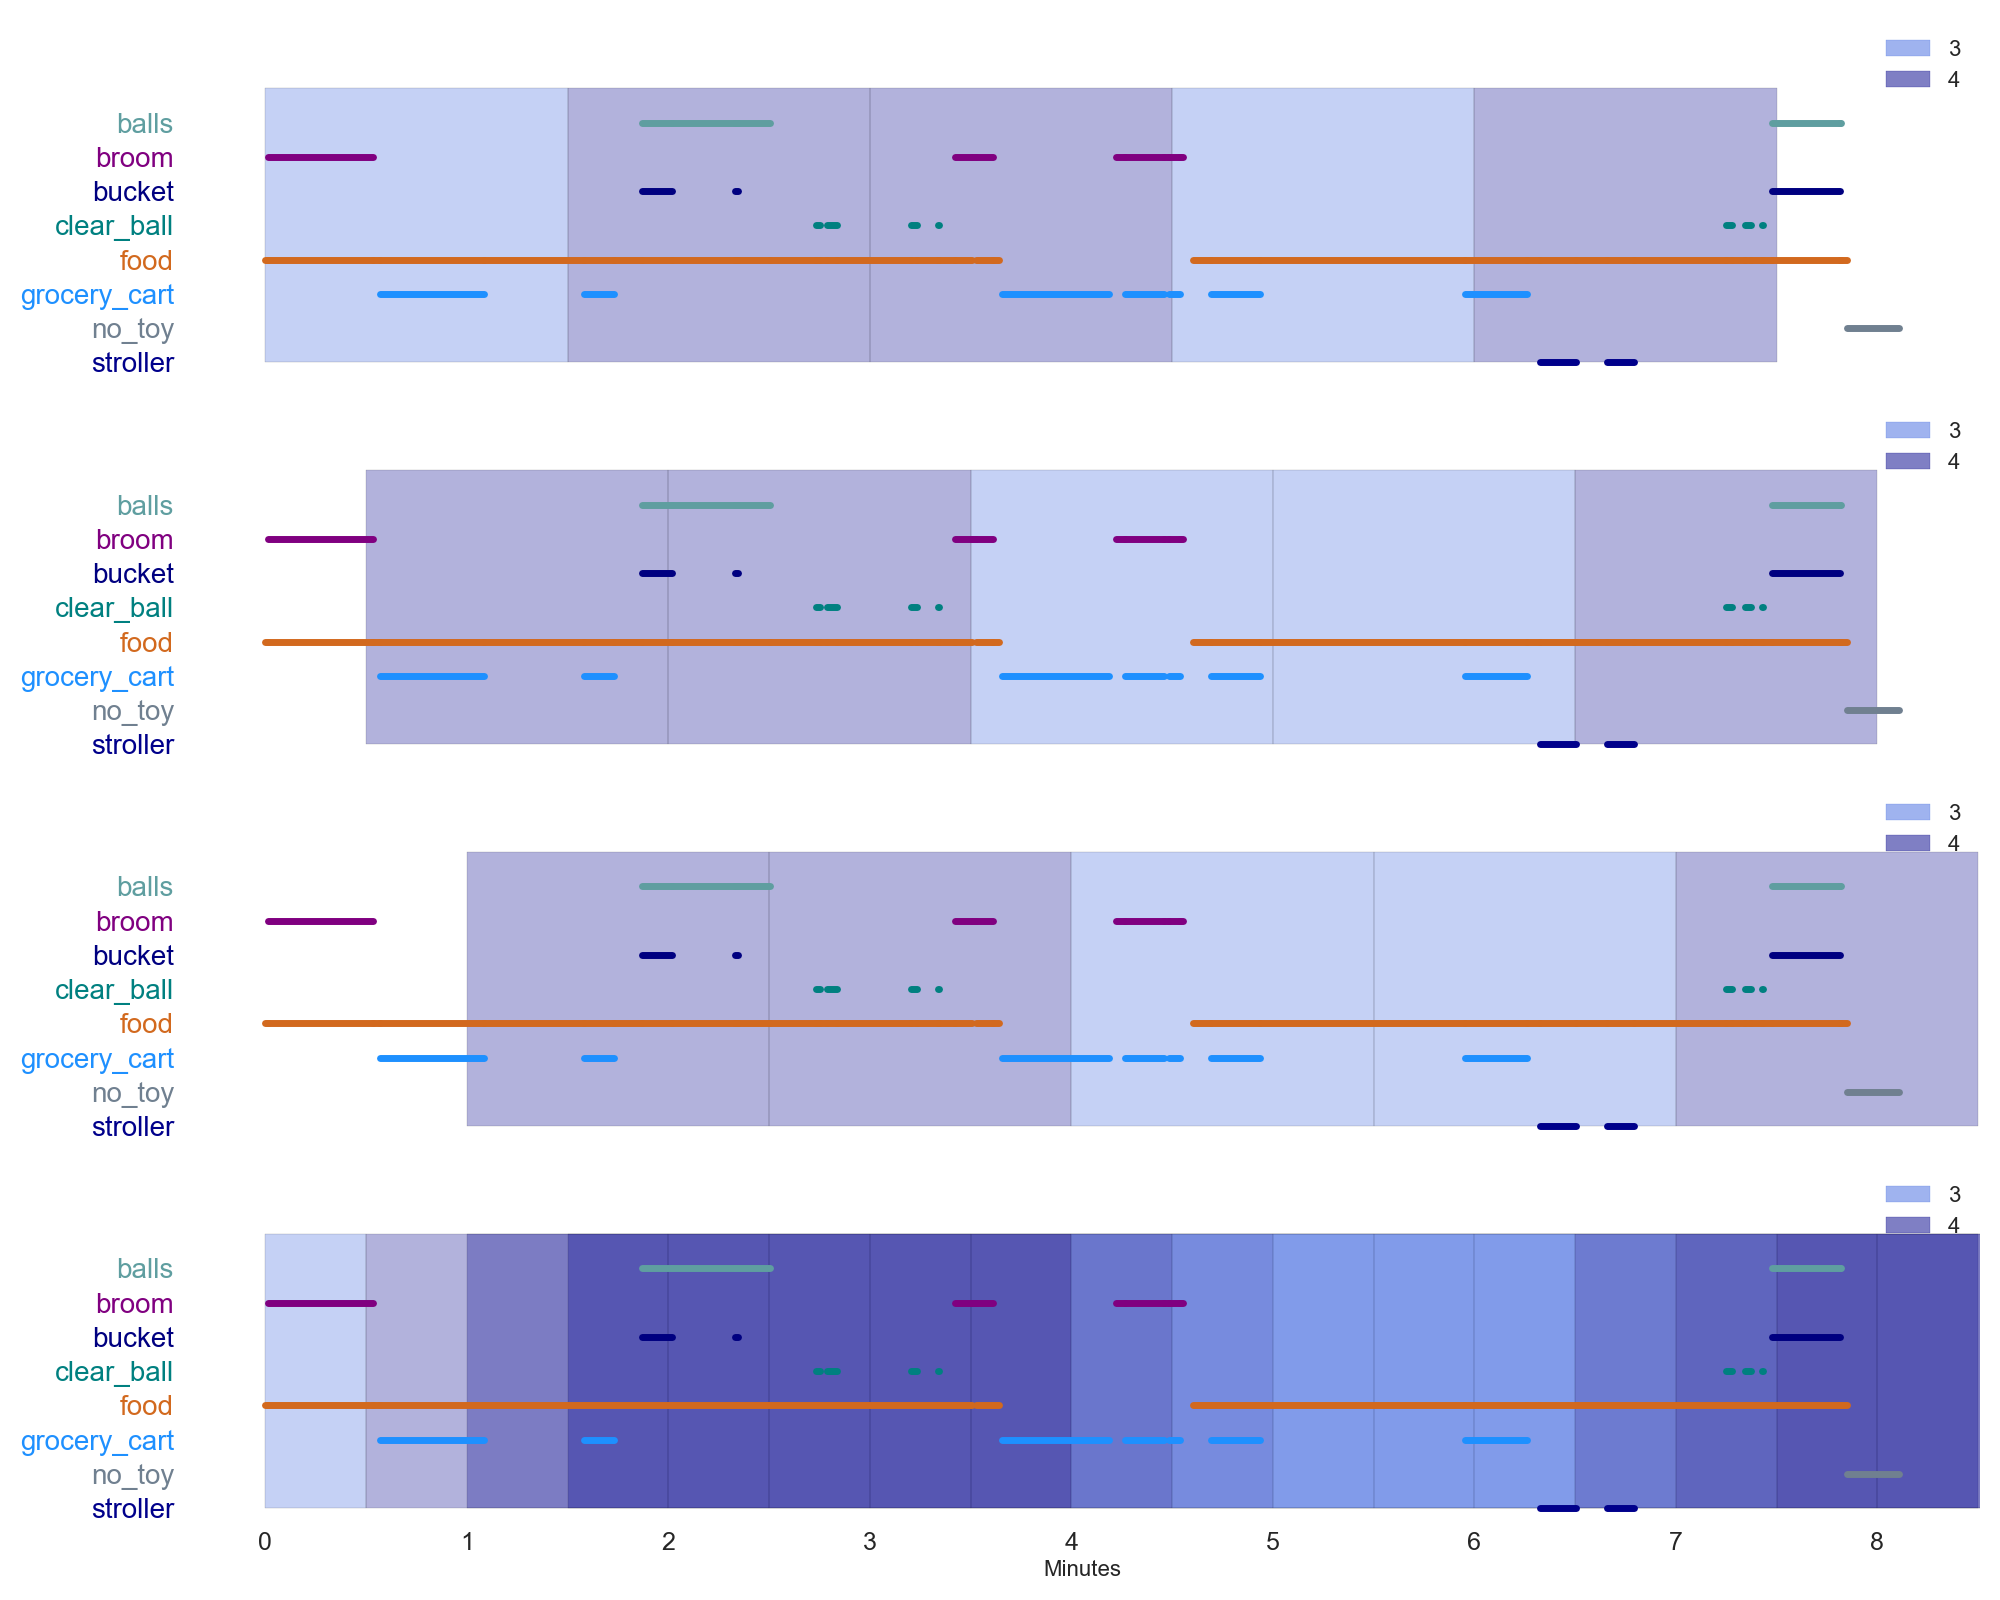 3
4
balls
broom
bucket
clear_ball
food
grocery_cart
no_toy
stroller
3
4
balls
broom
bucket
clear_ball
food
grocery_cart
no_toy
stroller
3
4
balls
broom
bucket
clear_ball
food
grocery_cart
no_toy
stroller
3
4
balls
broom
bucket
clear_ball
food
grocery_cart
no_toy
stroller
0 1 2 3 4 5 6 7 8
Minutes